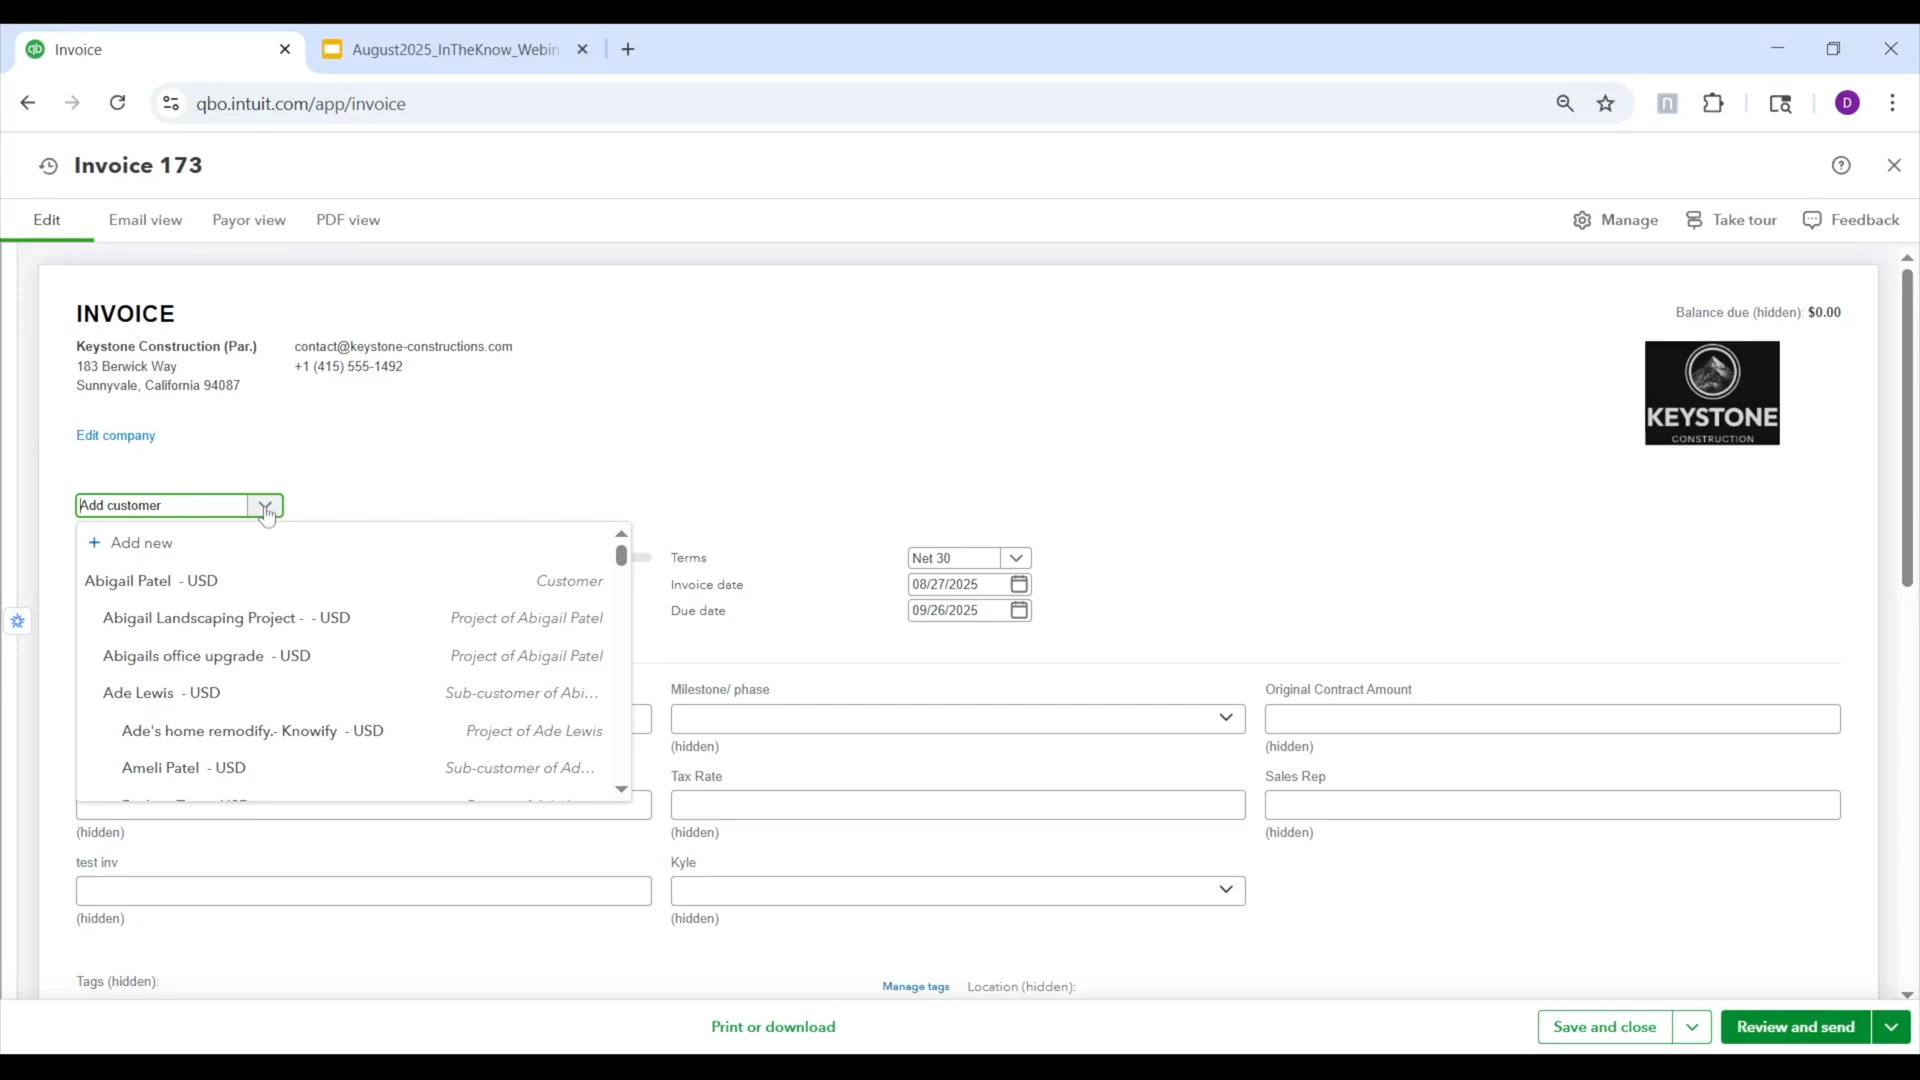 Invoice
August2025_InTheKnow_Webin
qbo.intuit.com/app/invoice
D
Invoice 173
Edit
Email view
Payor view
PDF view
Manage
Take tour
Feedback
INVOICE
Balance due (hidden): $0.00
Keystone Construction (Par.)
contact@keystone-constructions.com
183 Berwick Way
+1 (415) 555-1492
Sunnyvale, California 94087
KEYSTONE
CONSTRUCTION
Edit company
Add customer
+ Add new
Abigail Patel - USD Customer
Abigail Landscaping Project - - USD Project of Abigail Patel
Abigails office upgrade - USD Project of Abigail Patel
Ade Lewis - USD Sub-customer of Abi...
Ade's home remodify.- Knowify - USD Project of Ade Lewis
Ameli Patel - USD Sub-customer of Ad...
Terms Net 30
Invoice date 08/27/2025
Due date 09/26/2025
Milestone/ phase
Original Contract Amount
(hidden)
(hidden)
Tax Rate
Sales Rep
(hidden)
(hidden)
(hidden)
test inv
Kyle
(hidden)
(hidden)
Tags (hidden):
Manage tags
Location (hidden):
Print or download
Save and close
Review and send